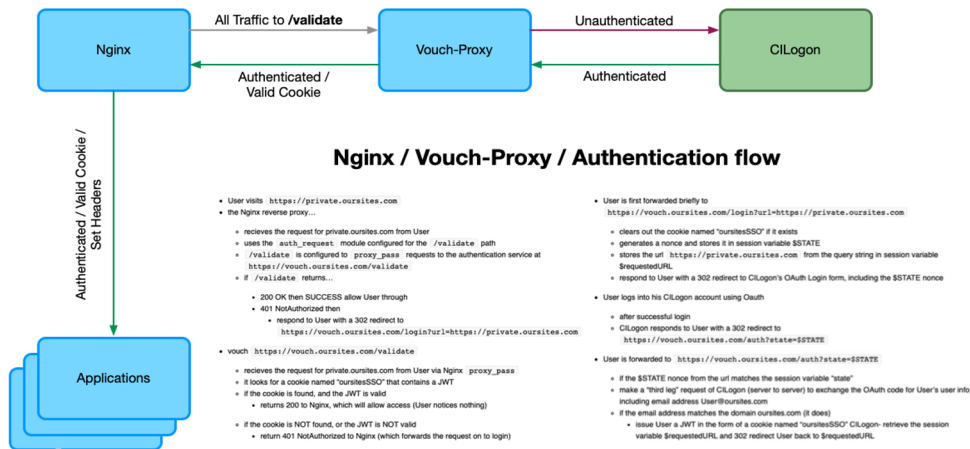 All Traffic to /validate
Unauthenticated
Nginx
Vouch-Proxy
CILogon
Authenticated /
Valid Cookie
Authenticated
Authenticated / Valid Cookie /
Set Headers
Applications
Nginx / Vouch-Proxy / Authentication flow
• User visits https://private.oursites.com
• the Nginx reverse proxy…
recieves the request for private.oursites.com from User
uses the auth_request module configured for the /validate path
/validate is configured to proxy_pass requests to the authentication service at
https://vouch.oursites.com/validate
if /validate returns…
• 200 OK then SUCCESS allow User through
• 401 NotAuthorized then
• respond to User with a 302 redirect to
https://vouch.oursites.com/login?url=https://private.oursites.com
• vouch https://vouch.oursites.com/validate
recieves the request for private.oursites.com from User via Nginx proxy_pass
it looks for a cookie named "oursitesSSO" that contains a JWT
if the cookie is found, and the JWT is valid
• returns 200 to Nginx, which will allow access (User notices nothing)
if the cookie is NOT found, or the JWT is NOT valid
• return 401 NotAuthorized to Nginx (which forwards the request on to login)
• User is first forwarded briefly to
https://vouch.oursites.com/login?url=https://private.oursites.com
clears out the cookie named "oursitesSSO" if it exists
generates a nonce and stores it in session variable $STATE
stores the url https://private.oursites.com from the query string in session variable
$requestedURL
respond to User with a 302 redirect to CILogon's OAuth Login form, including the $STATE nonce
• User logs into his CILogon account using Oauth
after successful login
CILogon responds to User with a 302 redirect to
https://vouch.oursites.com/auth?state=$STATE
• User is forwarded to https://vouch.oursites.com/auth?state=$STATE
if the $STATE nonce from the url matches the session variable "state"
make a "third leg" request of CILogon (server to server) to exchange the OAuth code for User's user info
including email address User@oursites.com
if the email address matches the domain oursites.com (it does)
• issue User a JWT in the form of a cookie named "oursitesSSO" CILogon- retrieve the session
variable $requestedURL and 302 redirect User back to $requestedURL